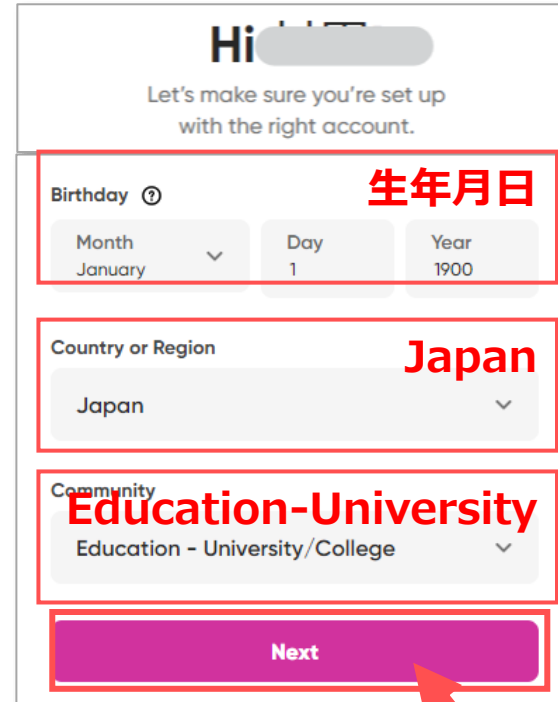 Hi
Let's make sure you're set up
with the right account.
Birthday
生年月日
Month
January
Day
1
Year
1900
Country or Region
Japan
Japan
Community
Education-University
Education - University/College
Next